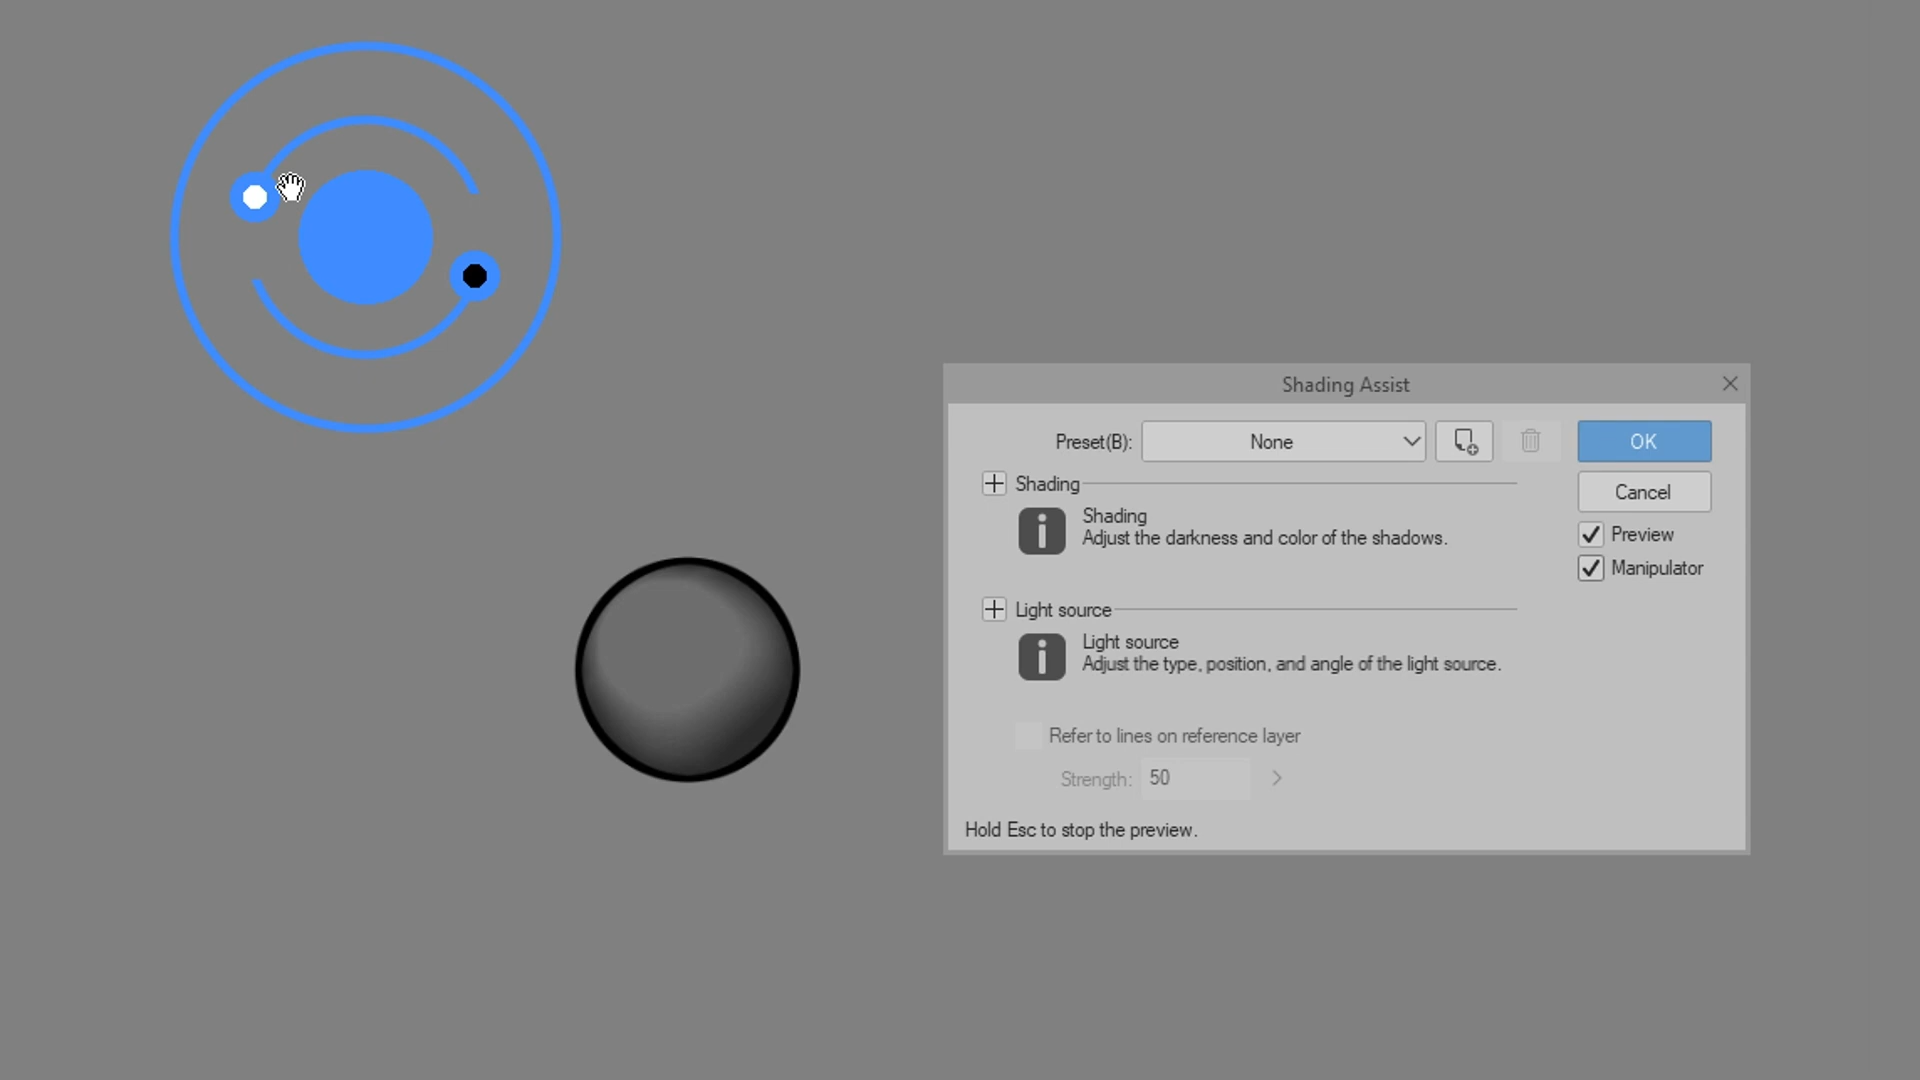 Shading Assist
Preset(B): None
OK
Shading
Cancel
Shading
Adjust the darkness and color of the shadows.
Preview
Manipulator
Light source
Light source
Adjust the type, position, and angle of the light source.
Refer to lines on reference layer
Strength: 50
Hold Esc to stop the preview.